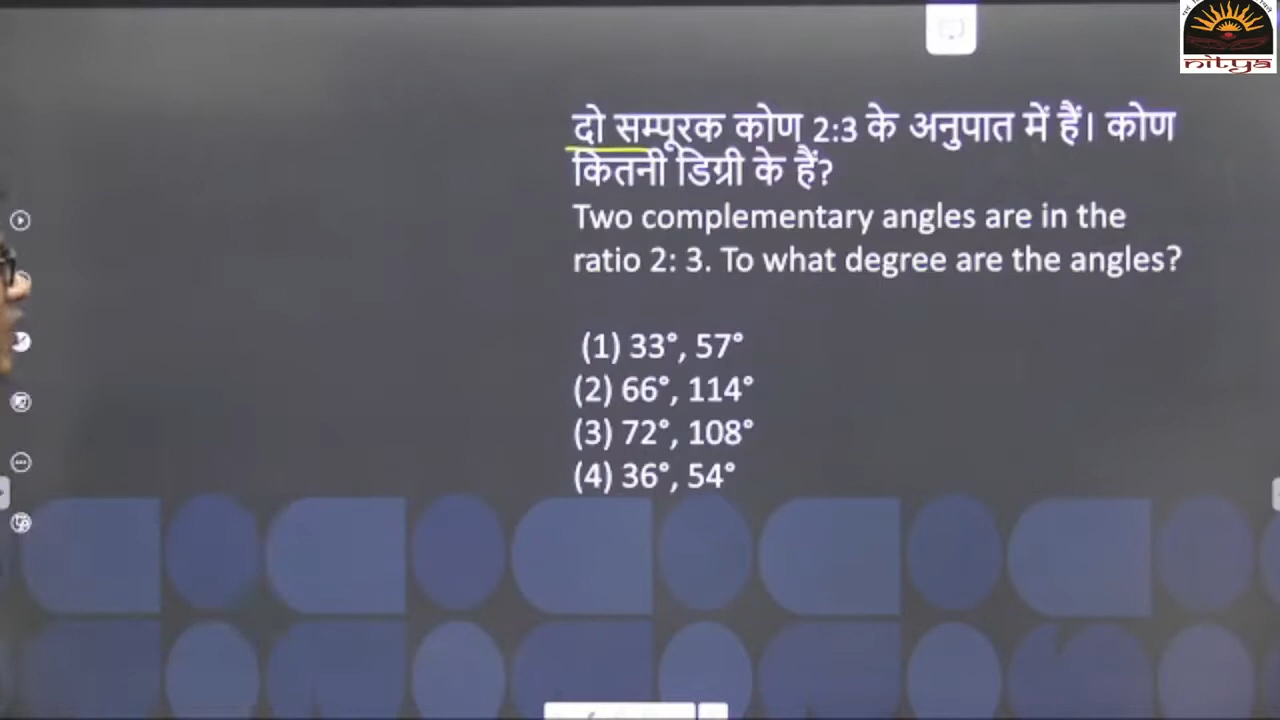 nitya
दो सम्पूरक कोण 2:3 के अनुपात में हैं। कोण
कितनी डिग्री के हैं?
Two complementary angles are in the
ratio 2: 3. To what degree are the angles?
(1) 33°, 57°
(2) 66°, 114°
(3) 72°, 108°
(4) 36°, 54°